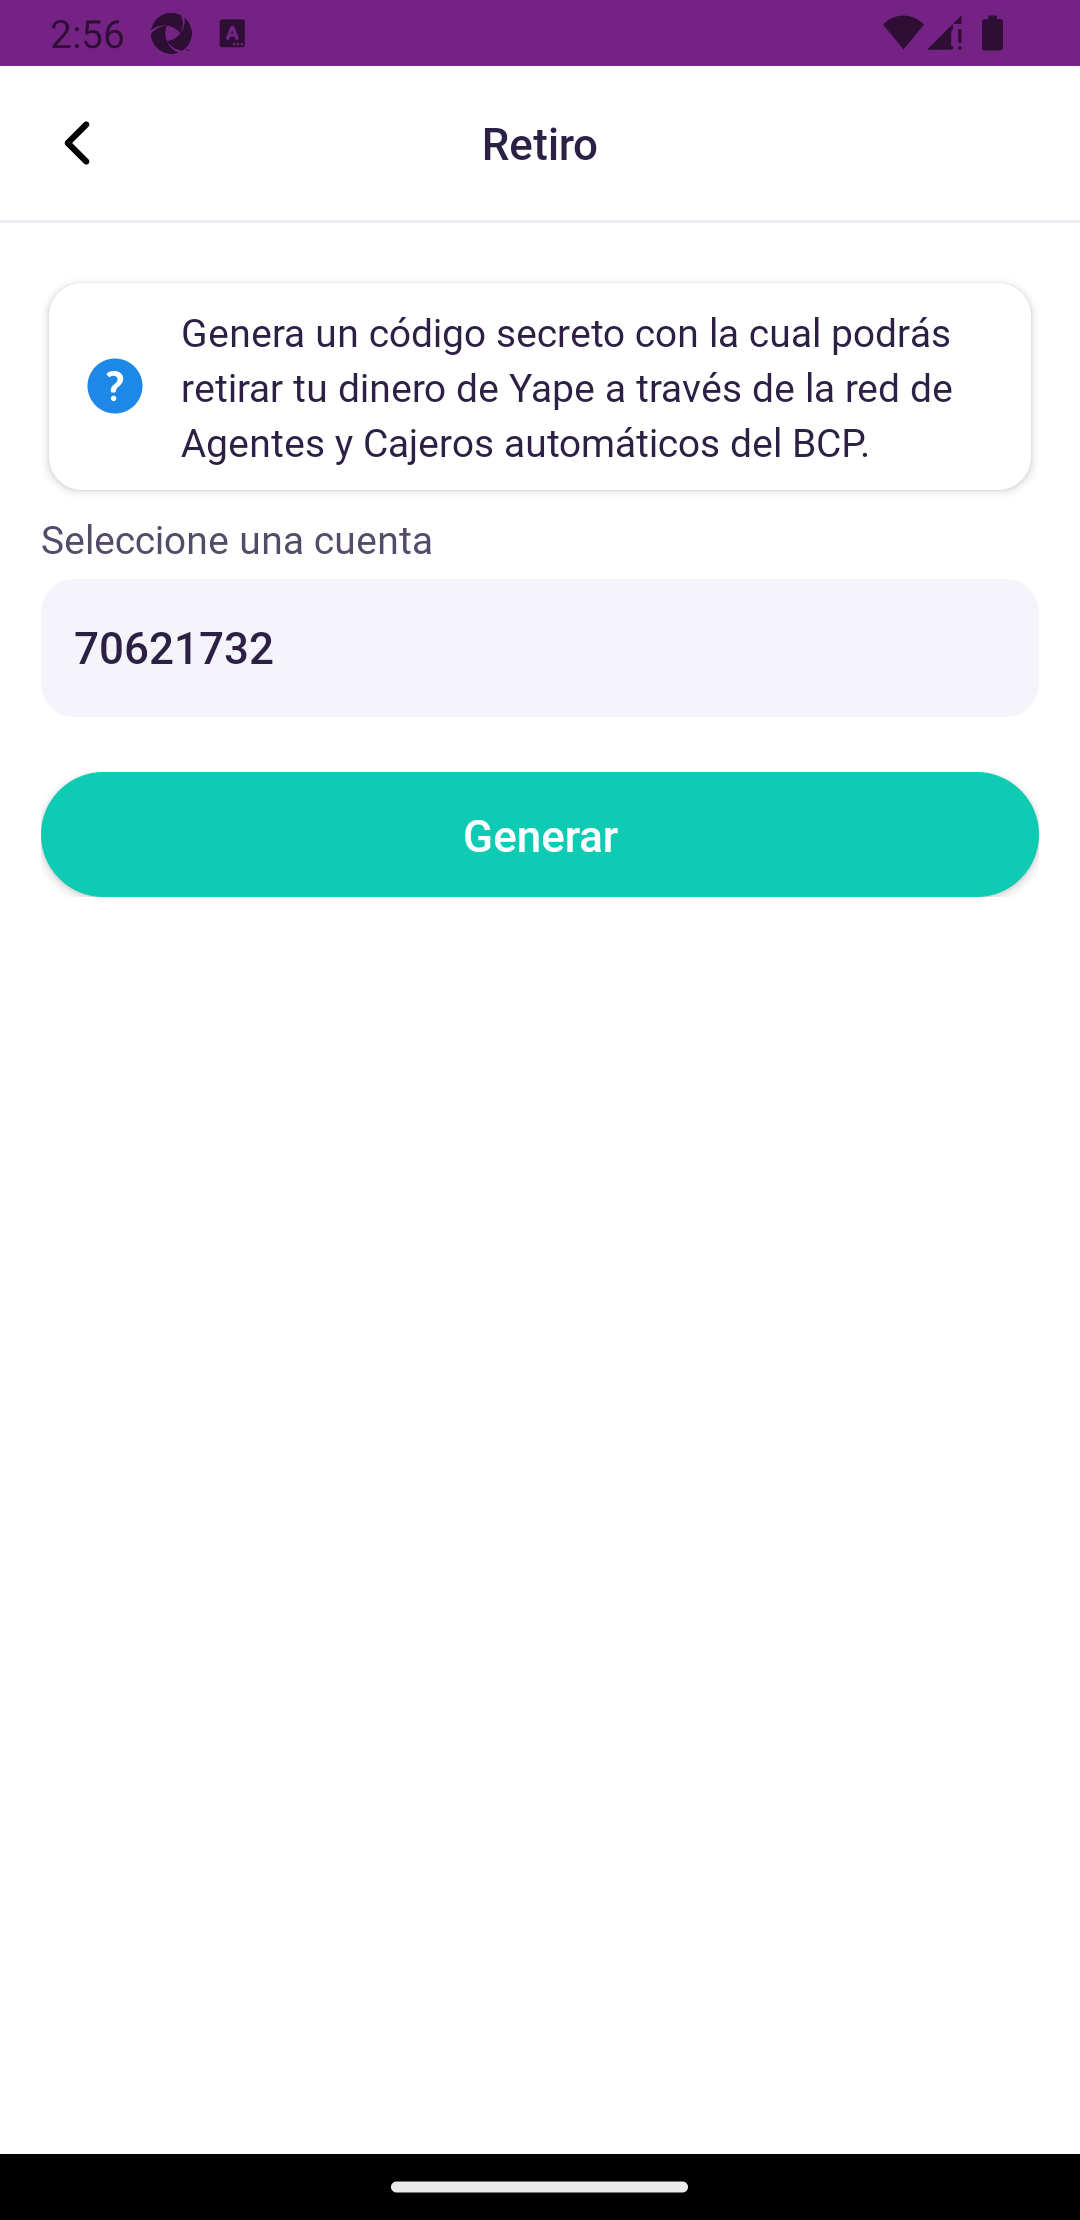 2:56
Retiro
Genera un código secreto con la cual podrás
retirar tu dinero de Yape a través de la red de
Agentes y Cajeros automáticos del BCP.
Seleccione una cuenta
70621732
Generar